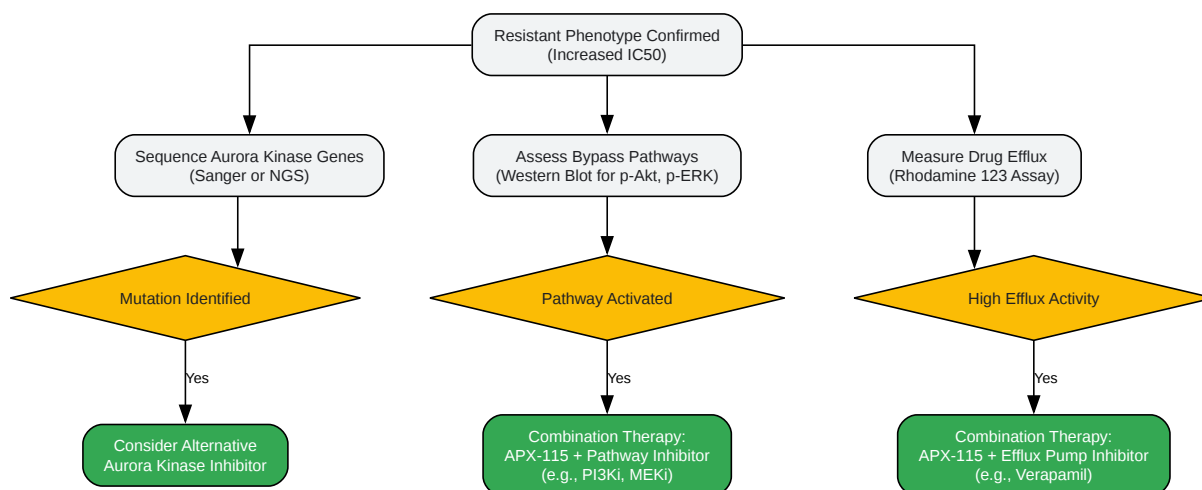 Resistant Phenotype Confirmed
(Increased IC50)
Sequence Aurora Kinase Genes
(Sanger or NGS)
Assess Bypass Pathways
(Western Blot for p-Akt, p-ERK)
Measure Drug Efflux
(Rhodamine 123 Assay)
Mutation Identified
Pathway Activated
High Efflux Activity
Yes
Yes
Yes
Consider Alternative
Aurora Kinase Inhibitor
Combination Therapy:
APX-115 + Pathway Inhibitor
(e.g., PI3Ki, MEKi)
Combination Therapy:
APX-115 + Efflux Pump Inhibitor
(e.g., Verapamil)